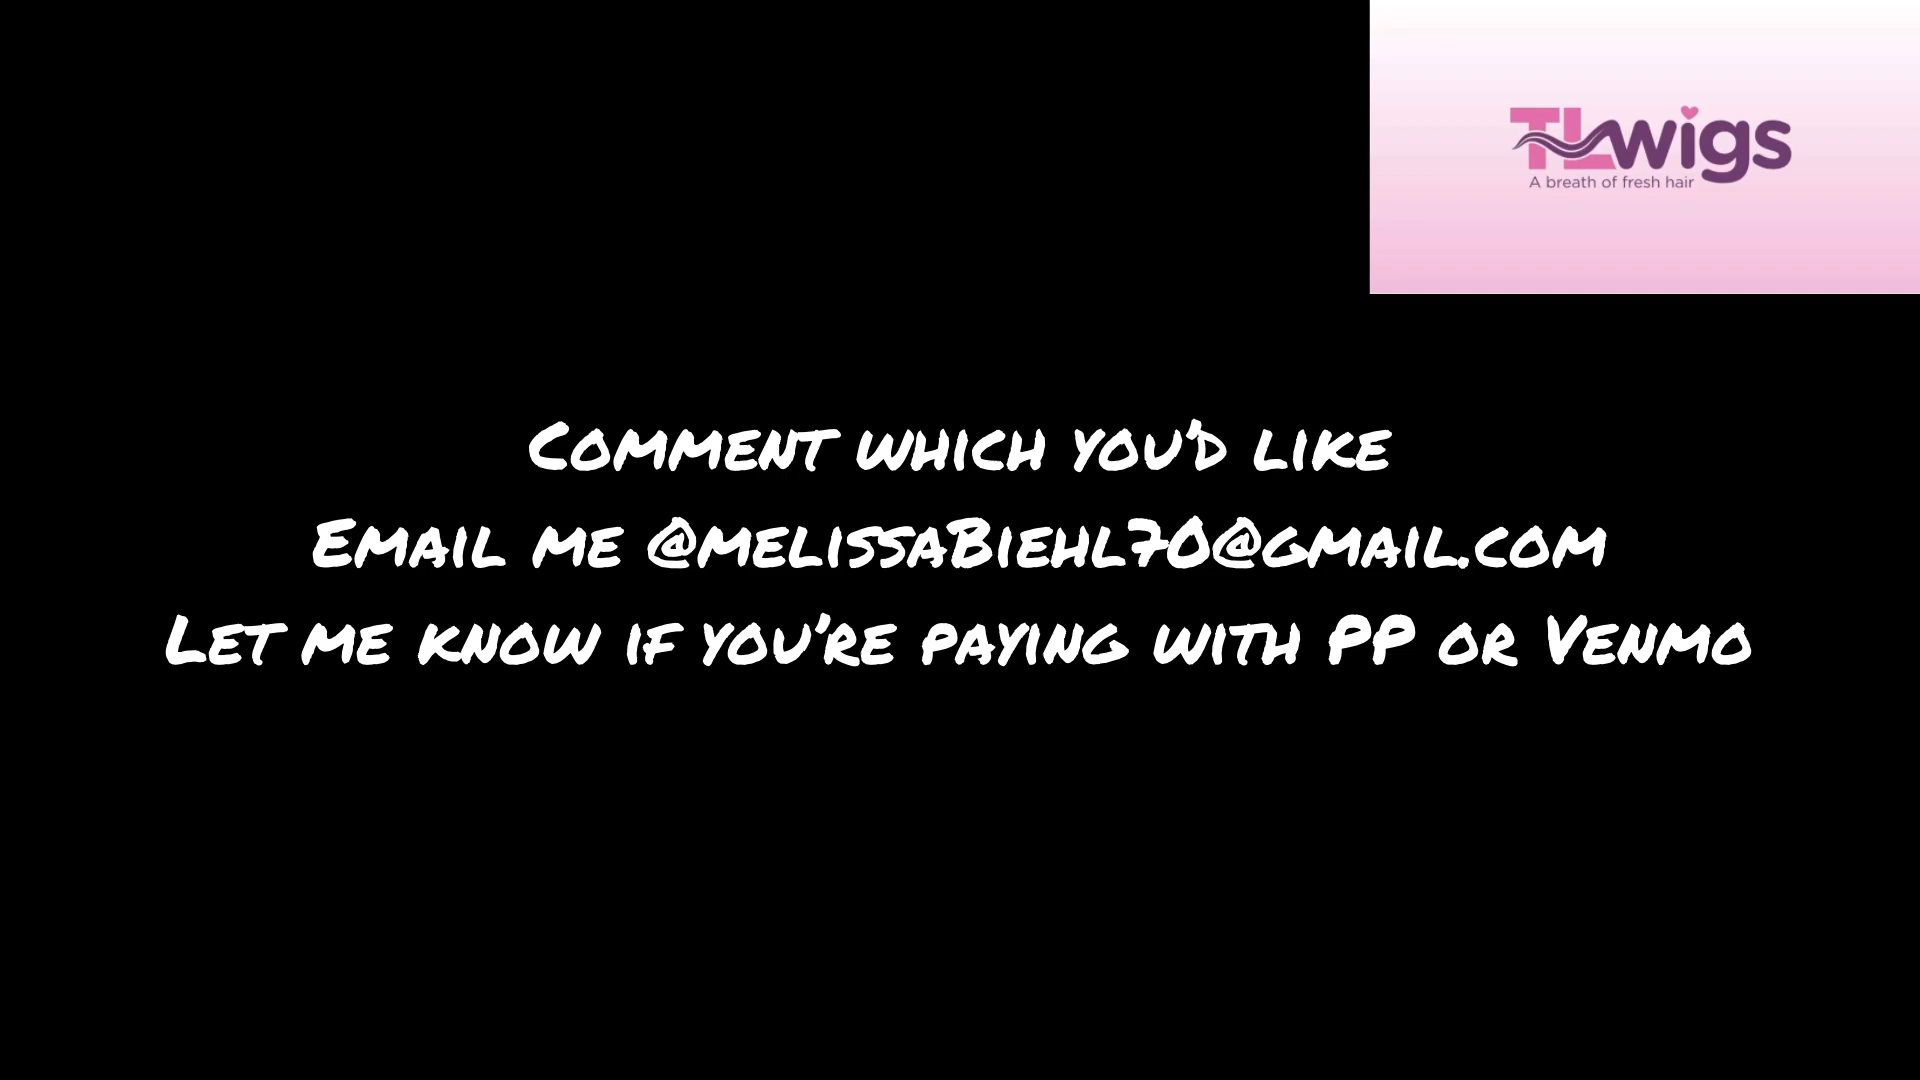 TLwigs
A breath of fresh hair
Comment which you'd like
Email me @melissaBiehl70@gmail.com
Let me know if you're paying with PP or Venmo